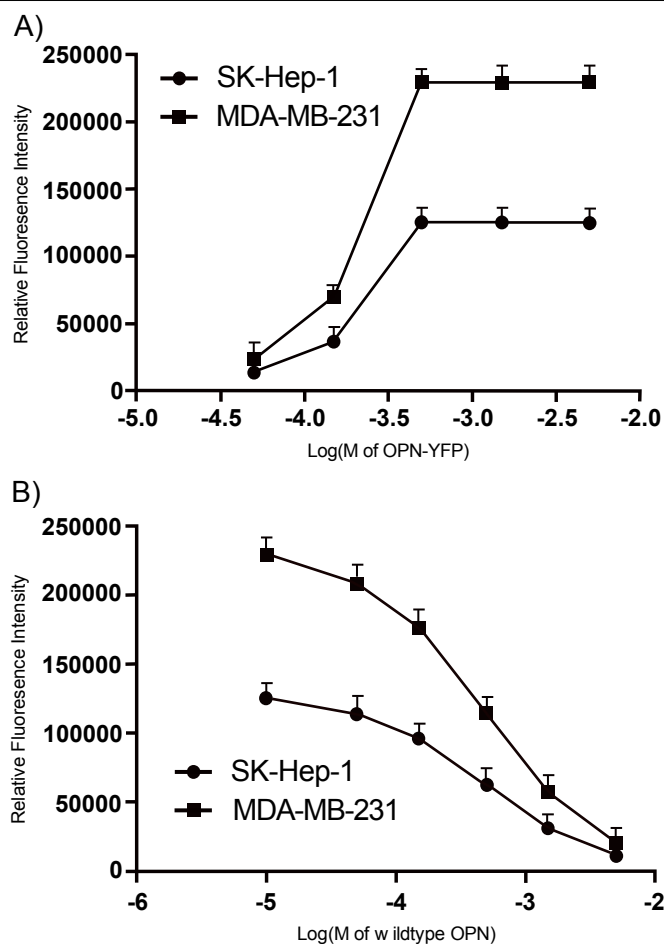 A)
Relative Fluoresence Intensity
250000
200000
150000
100000
50000
0
SK-Hep-1
MDA-MB-231
-5.0 -4.5 -4.0 -3.5 -3.0 -2.5 -2.0
Log(M of OPN-YFP)
B)
Relative Fluoresence Intensity
250000
200000
150000
100000
50000
0
SK-Hep-1
MDA-MB-231
-6 -5 -4 -3 -2
Log(M of w ildtype OPN)